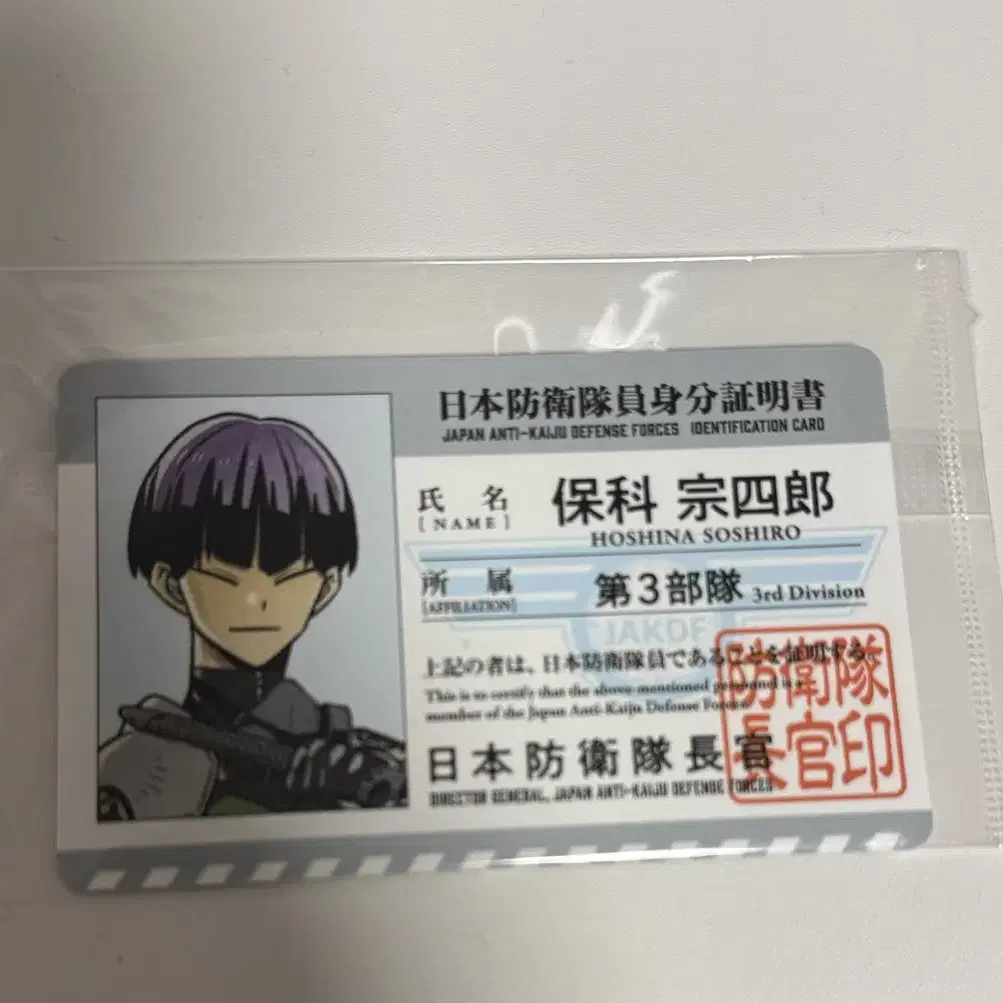 日本防衛隊員身分証明書
JAPAN ANTI-KAIJU DEFENSE FORCES IDENTIFICATION CARD
氏名 保科 宗四郎
[NAME] HOSHINA SOSHIRO
所属 第3部隊 3rd Division
[AFFILIATION]
JAKDF
上記の者は、日本防衛隊員であることを証明する。
This is to certify that the above-mentioned personnel is a
member of the Japan Anti-Kaiju Defense Forces
日本防衛隊長官
DIRECTOR GENERAL, JAPAN ANTI-KAIJU DEFENSE FORCES
防衛隊
長官印